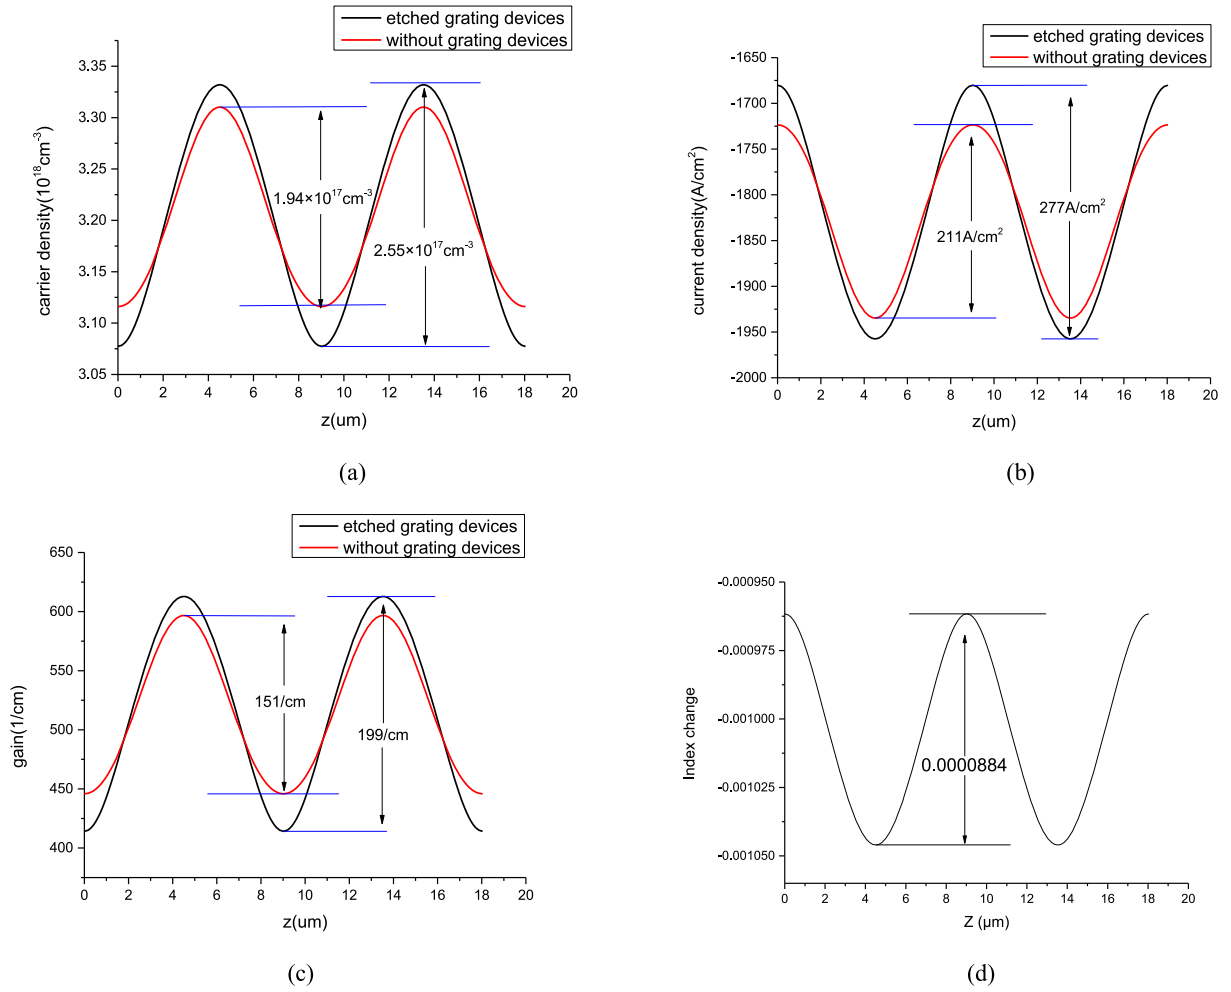 etched grating devices
without grating devices
3.35
3.30
3.25
3.20
3.15
3.10
3.05
carrier density(10¹⁸cm⁻³)
1.94×10¹⁷cm⁻³
2.55×10¹⁷cm⁻³
0 2 4 6 8 10 12 14 16 18 20
z(um)
(a)
etched grating devices
without grating devices
-1650
-1700
-1750
-1800
-1850
-1900
-1950
-2000
current density(A/cm²)
277A/cm²
211A/cm²
0 2 4 6 8 10 12 14 16 18 20
z(um)
(b)
etched grating devices
without grating devices
650
600
550
500
450
400
gain(1/cm)
151/cm
199/cm
0 2 4 6 8 10 12 14 16 18 20
z(um)
(c)
-0.000950
-0.000975
-0.001000
-0.001025
-0.001050
Index change
0.0000884
0 2 4 6 8 10 12 14 16 18 20
Z (µm)
(d)